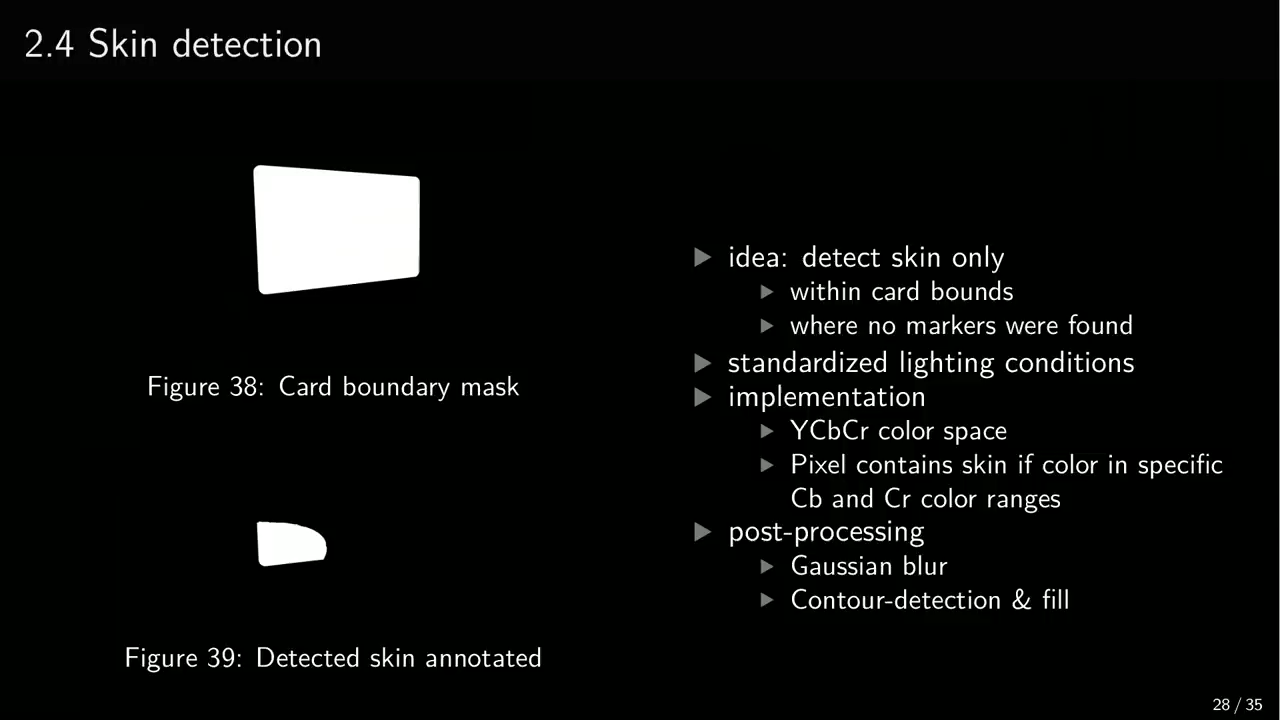 2.4 Skin detection
Figure 38: Card boundary mask
Figure 39: Detected skin annotated
idea: detect skin only
within card bounds
where no markers were found
standardized lighting conditions
implementation
YCbCr color space
Pixel contains skin if color in specific
Cb and Cr color ranges
post-processing
Gaussian blur
Contour-detection & fill
28 / 35